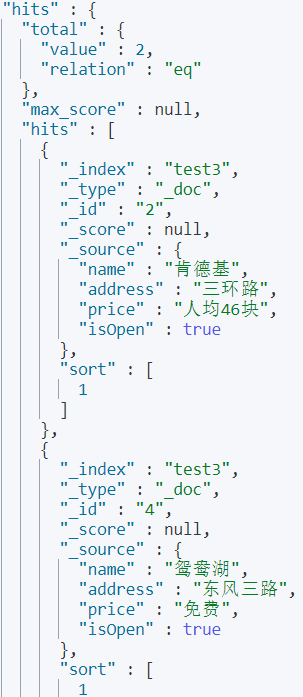 "hits" : {
"total" : {
"value" : 2,
"relation" : "eq"
},
"max_score" : null,
"hits" : [
{
"_index" : "test3",
"_type" : "_doc",
"_id" : "2",
"_score" : null,
"_source" : {
"name" : "肯德基",
"address" : "三环路",
"price" : "人均46块",
"isOpen" : true
},
"sort" : [
1
]
},
{
"_index" : "test3",
"_type" : "_doc",
"_id" : "4",
"_score" : null,
"_source" : {
"name" : "鸳鸯湖",
"address" : "东风三路",
"price" : "免费",
"isOpen" : true
},
"sort" : [
1